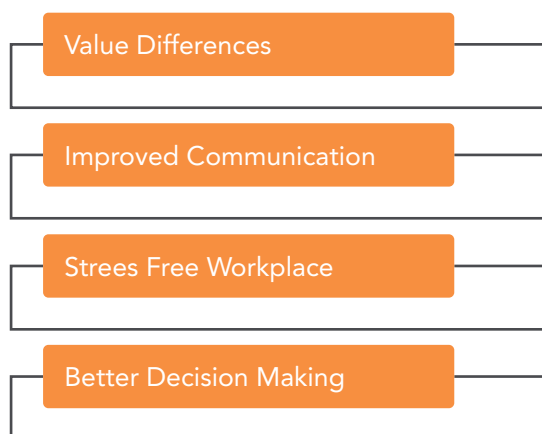 Value Differences
Improved Communication
Strees Free Workplace
Better Decision Making